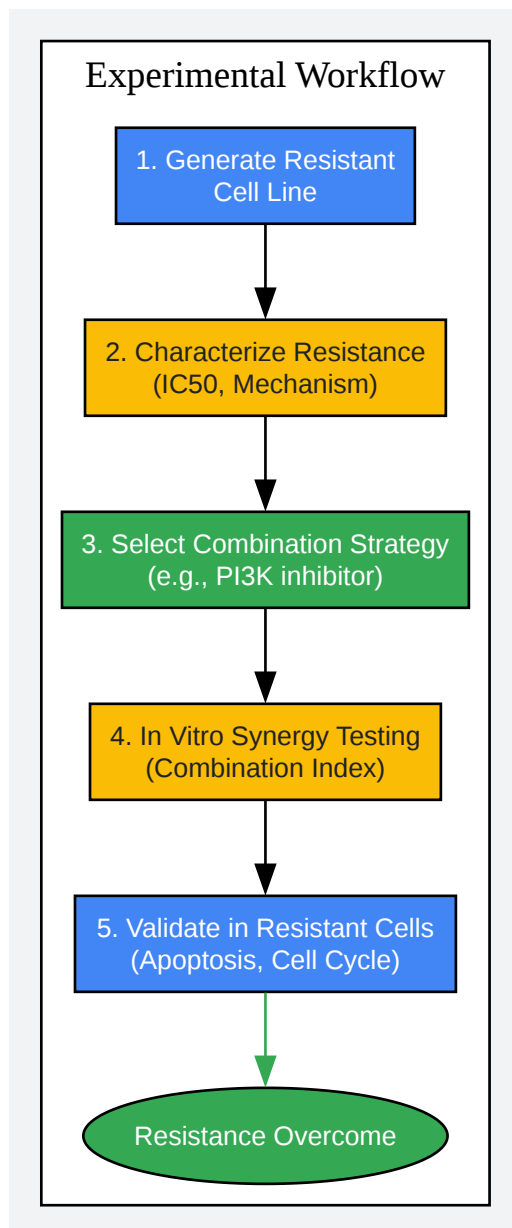 Experimental Workflow
1. Generate Resistant
Cell Line
2. Characterize Resistance
(IC50, Mechanism)
3. Select Combination Strategy
(e.g., PI3K inhibitor)
4. In Vitro Synergy Testing
(Combination Index)
5. Validate in Resistant Cells
(Apoptosis, Cell Cycle)
Resistance Overcome